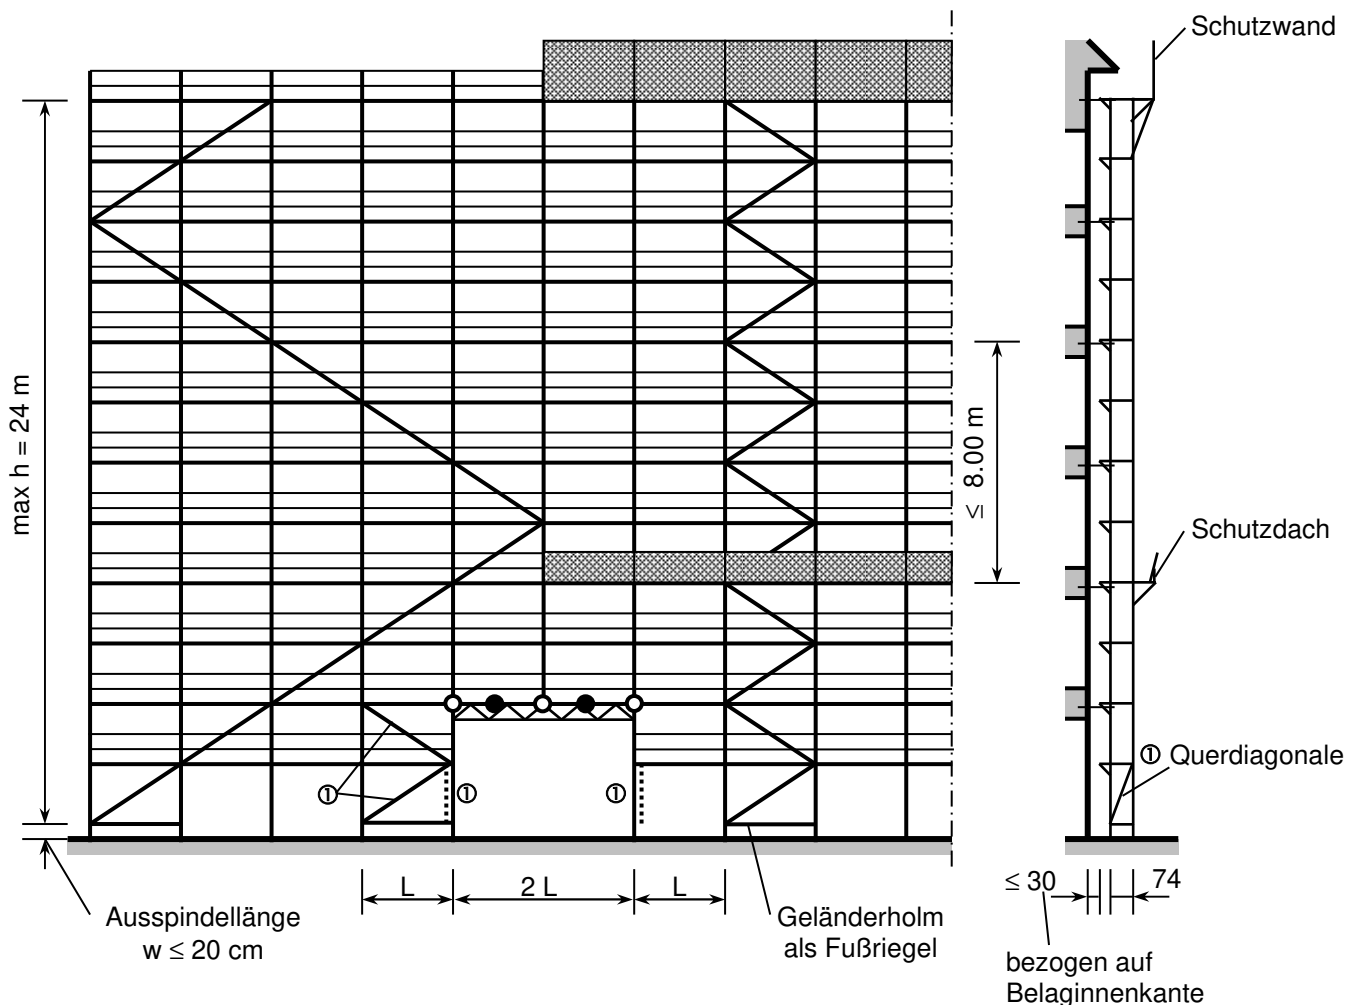 Schutzwand
max h = 24 m
≤ 8.00 m
Schutzdach
① Querdiagonale
①
①
①
L
2 L
L
≤ 30
74
Ausspindellänge
w ≤ 20 cm
Geländerholm
als Fußriegel
bezogen auf
Belaginnenkante